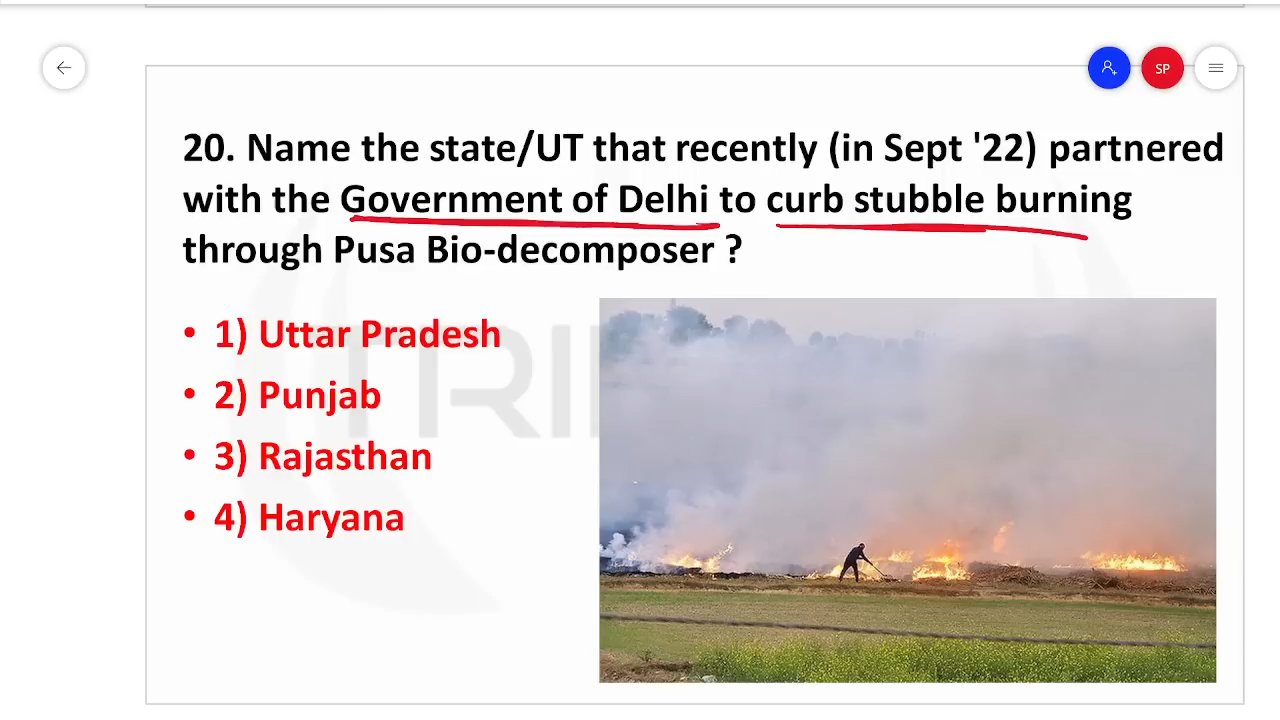 SP
20. Name the state/UT that recently (in Sept '22) partnered
with the Government of Delhi to curb stubble burning
through Pusa Bio-decomposer ?
• 1) Uttar Pradesh
• 2) Punjab
• 3) Rajasthan
• 4) Haryana